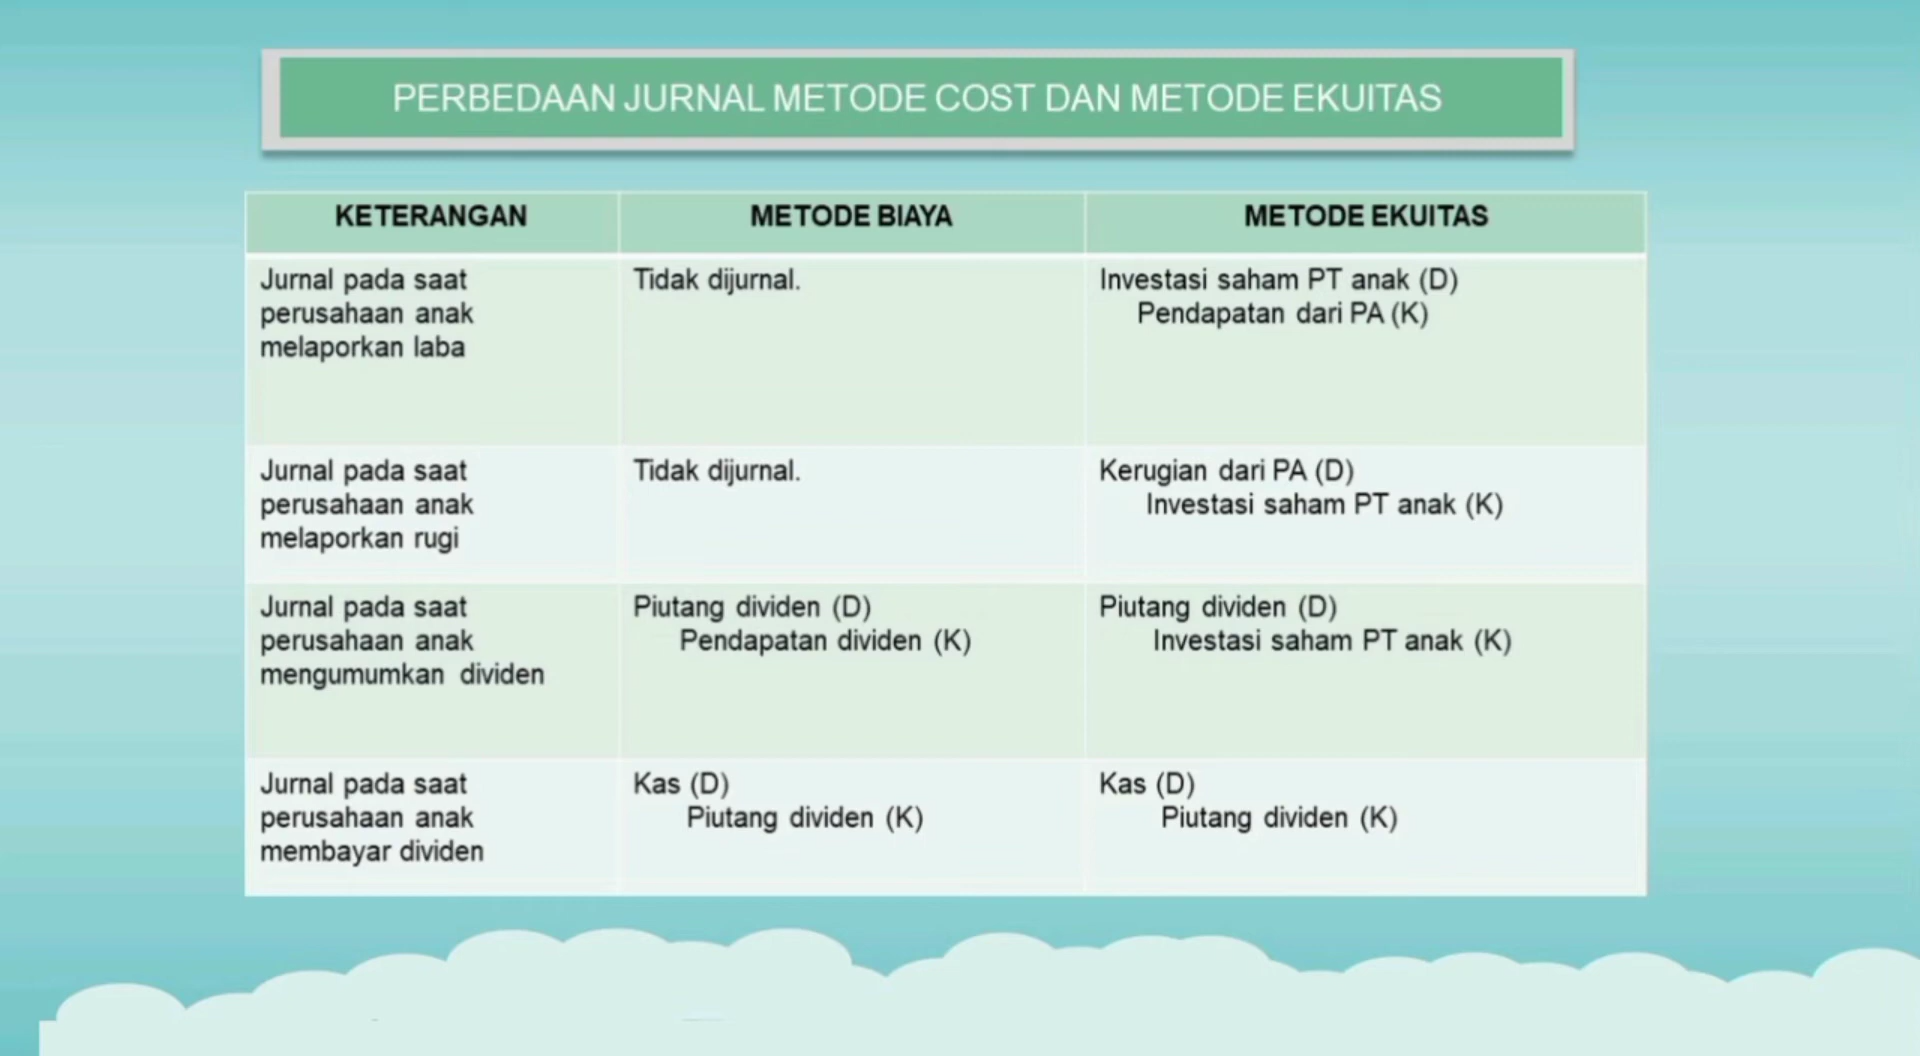 PERBEDAAN JURNAL METODE COST DAN METODE EKUITAS
KETERANGAN
METODE BIAYA
METODE EKUITAS
Jurnal pada saat
perusahaan anak
melaporkan laba
Tidak dijurnal.
Investasi saham PT anak (D)
Pendapatan dari PA (K)
Jurnal pada saat
perusahaan anak
melaporkan rugi
Tidak dijurnal.
Kerugian dari PA (D)
Investasi saham PT anak (K)
Jurnal pada saat
perusahaan anak
mengumumkan dividen
Piutang dividen (D)
Pendapatan dividen (K)
Piutang dividen (D)
Investasi saham PT anak (K)
Jurnal pada saat
perusahaan anak
membayar dividen
Kas (D)
Piutang dividen (K)
Kas (D)
Piutang dividen (K)